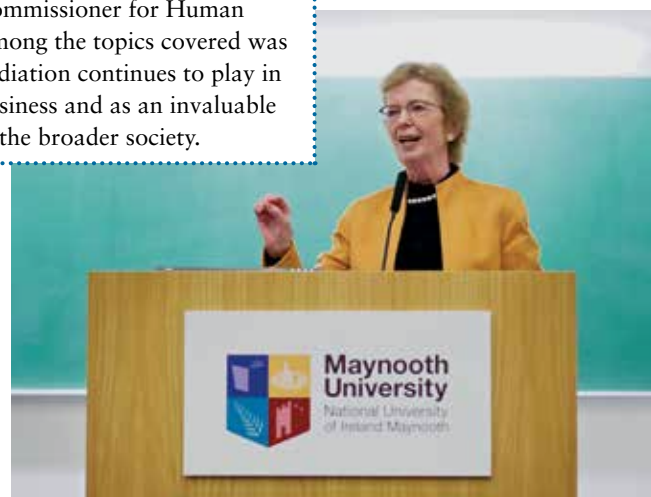 ommissioner for Human
mong the topics covered was
diation continues to play in
siness and as an invaluable
the broader society.
Maynooth
University
National University
of Ireland Maynooth